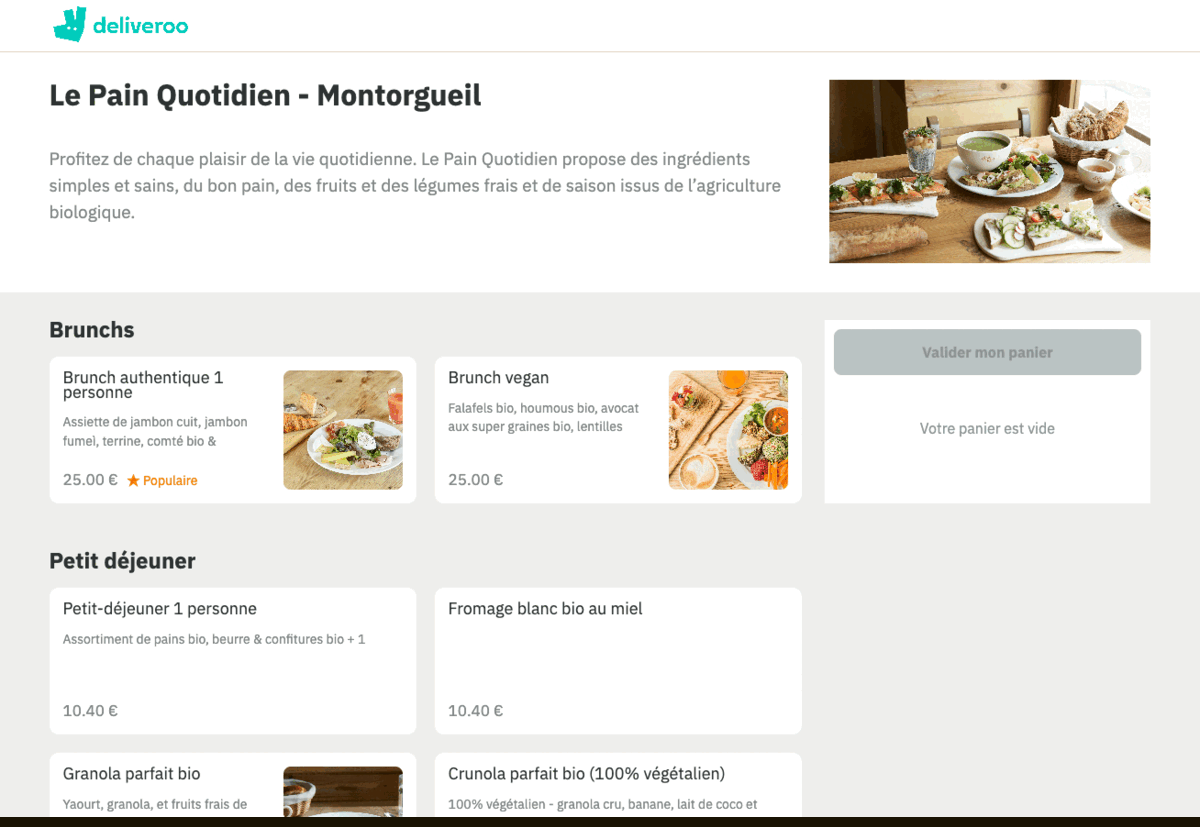 deliveroo
Le Pain Quotidien - Montorgueil
Profitez de chaque plaisir de la vie quotidienne. Le Pain Quotidien propose des ingrédients
simples et sains, du bon pain, des fruits et des légumes frais et de saison issus de l’agriculture
biologique.
Brunchs
Brunch authentique 1
personne
Assiette de jambon cuit, jambon
fumeì, terrine, comté bio &
25.00 € ★ Populaire
Brunch vegan
Falafels bio, houmous bio, avocat
aux super graines bio, lentilles
25.00 €
Valider mon panier
Votre panier est vide
Petit déjeuner
Petit-déjeuner 1 personne
Assortiment de pains bio, beurre & confitures bio + 1
10.40 €
Fromage blanc bio au miel
10.40 €
Granola parfait bio
Yaourt, granola, et fruits frais de
Crunola parfait bio (100% végétalien)
100% végétalien - granola cru, banane, lait de coco et